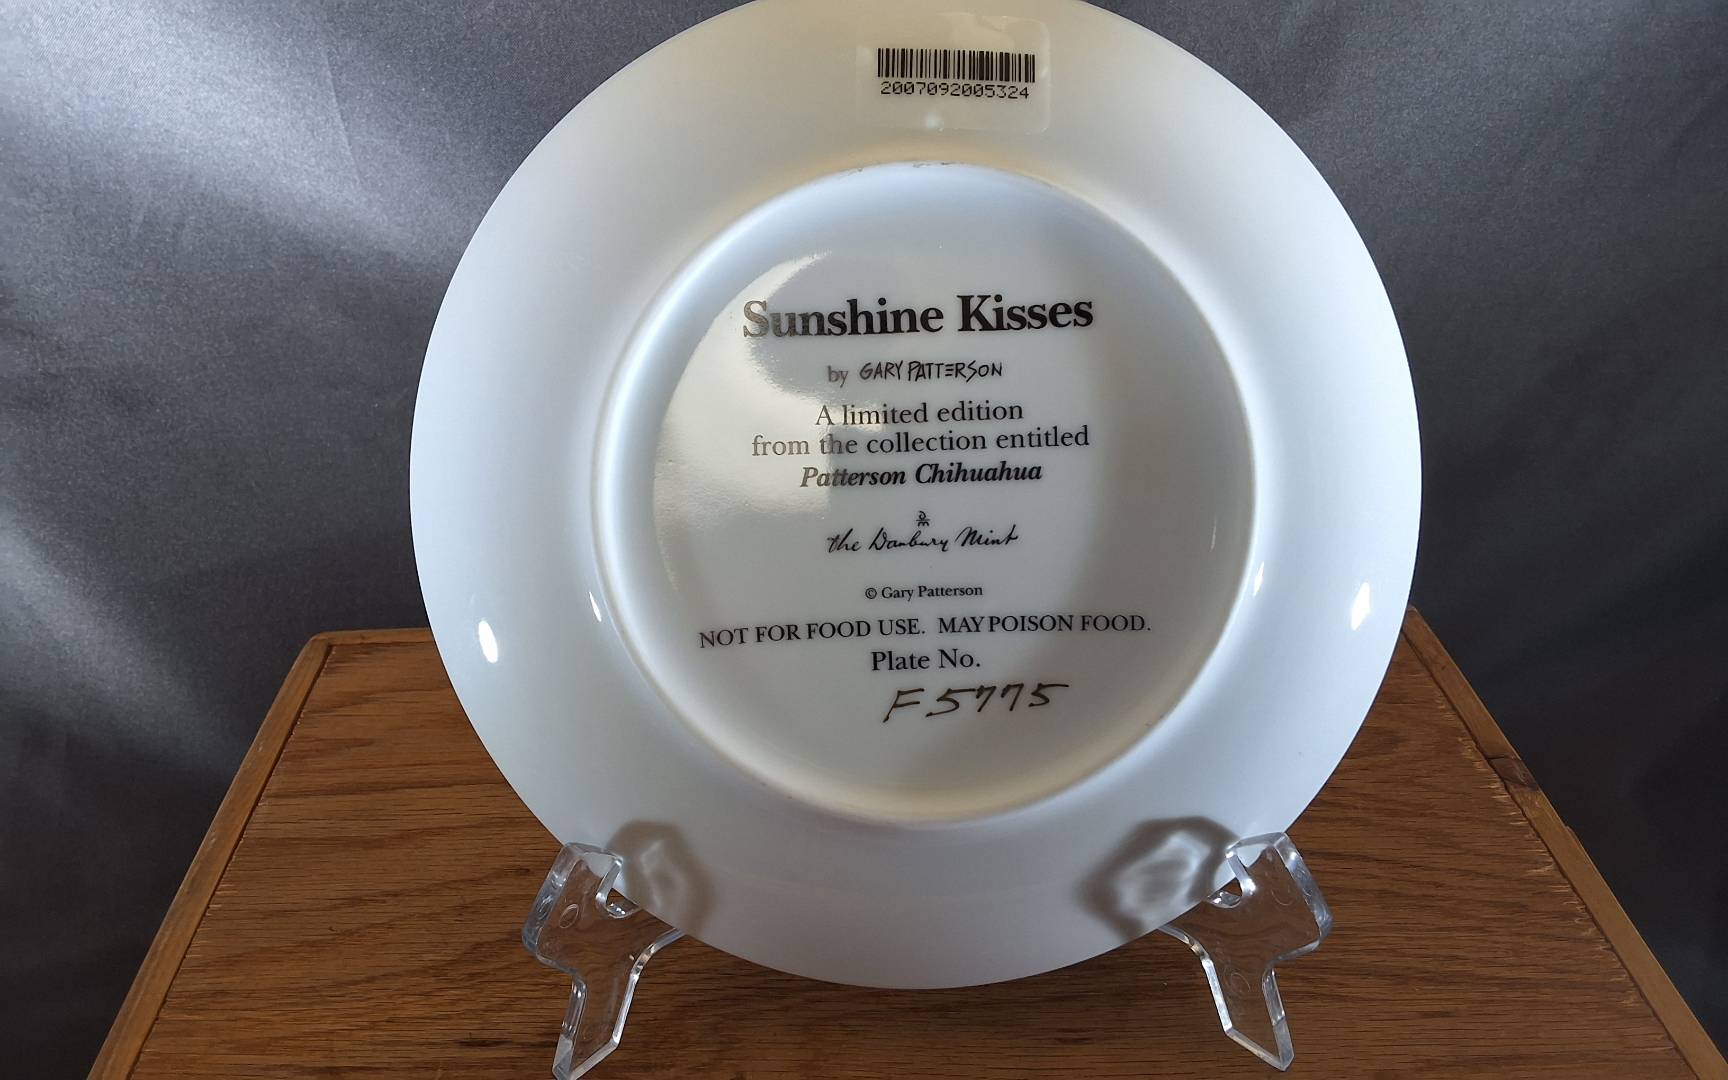 2007092005324
Sunshine Kisses
by GARY PATTERSON
A limited edition
from the collection entitled
Patterson Chihuahua
DM
the Danbury Mint
© Gary Patterson
NOT FOR FOOD USE. MAY POISON FOOD.
Plate No.
F5775